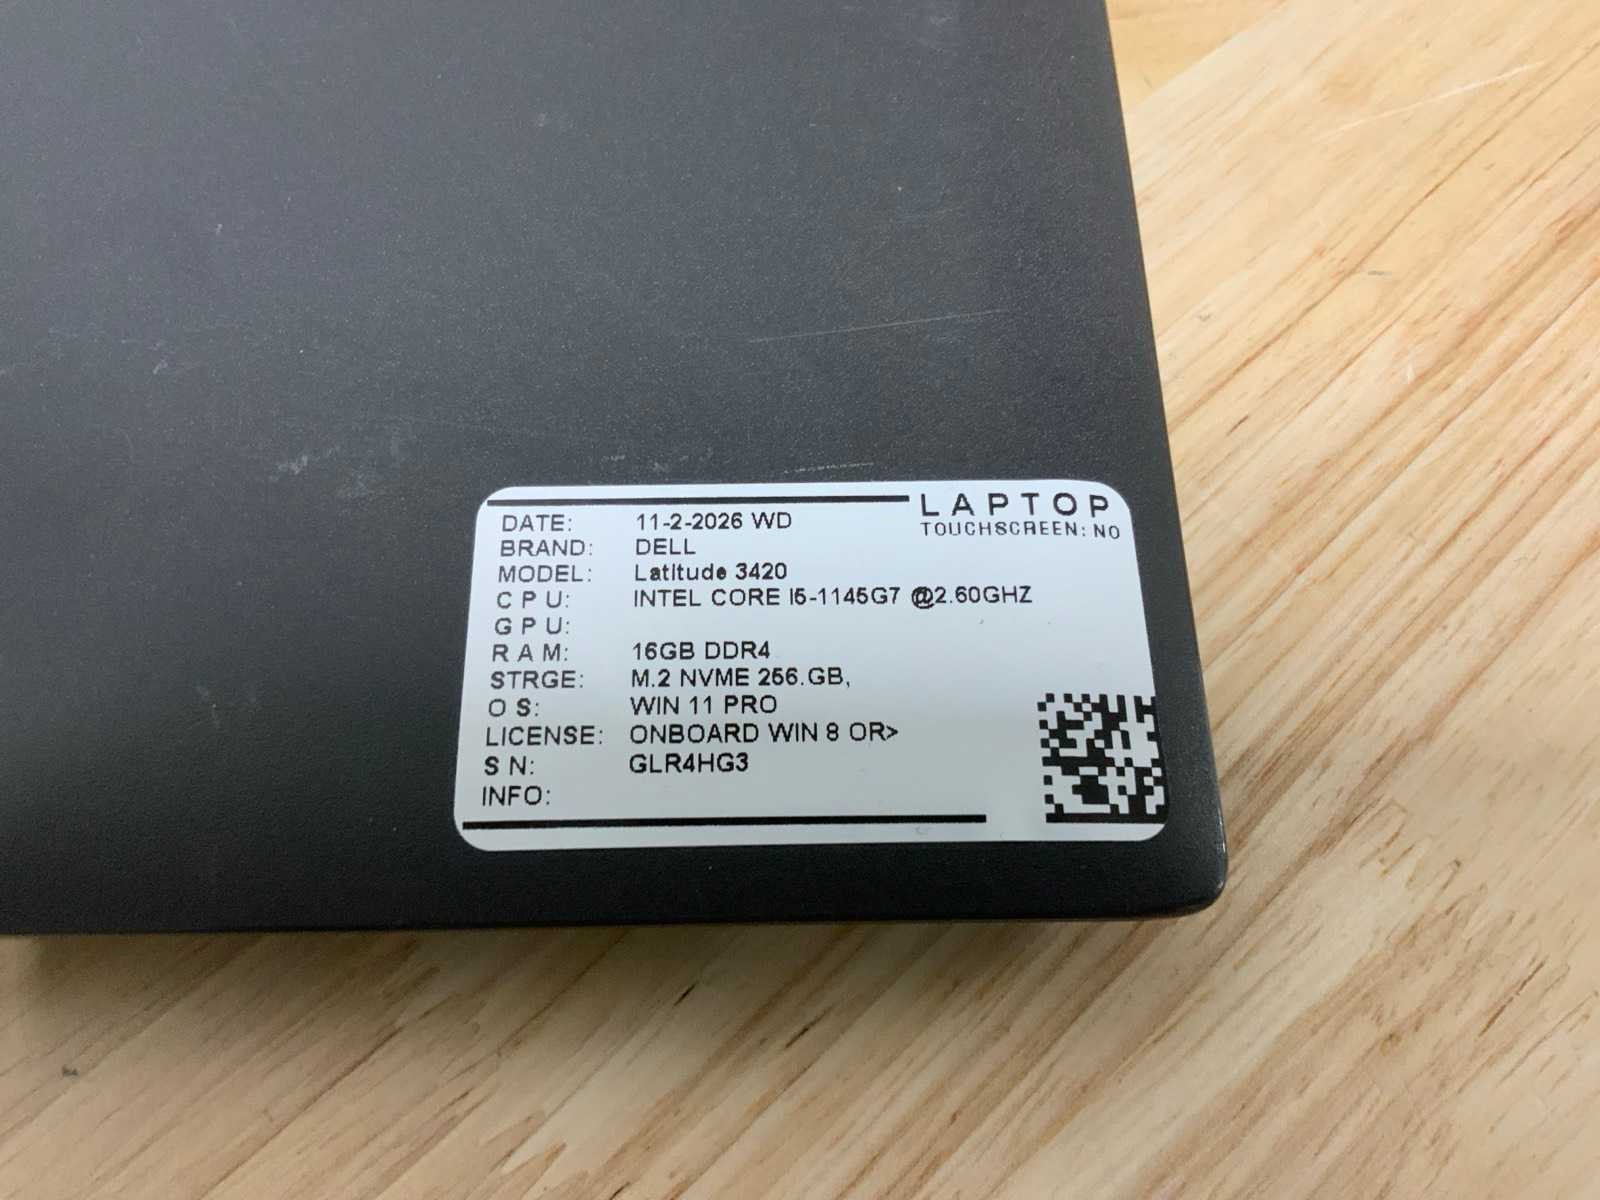 LAPTOP
TOUCHSCREEN: NO
DATE: 11-2-2026 WD
BRAND: DELL
MODEL: Latitude 3420
C P U: INTEL CORE I5-1145G7 @2.60GHZ
G P U:
R A M: 16GB DDR4
STRGE: M.2 NVME 256.GB,
O S: WIN 11 PRO
LICENSE: ONBOARD WIN 8 OR>
S N: GLR4HG3
INFO: